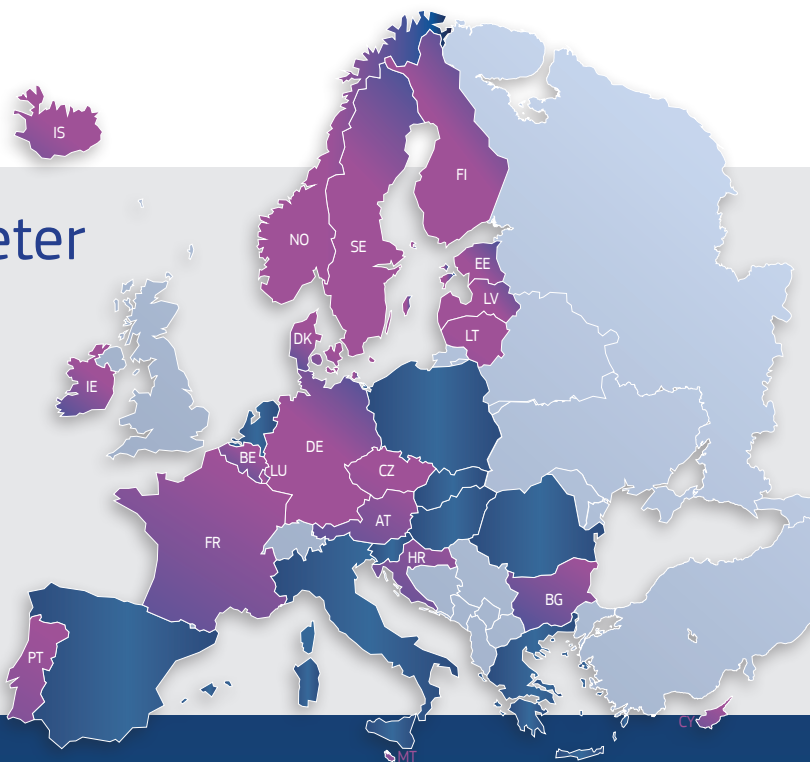 IS
eter
FI
NO
SE
EE
LV
LT
DK
IE
DE
BE
LU
CZ
FR
AT
HR
BG
PT
CY
MT